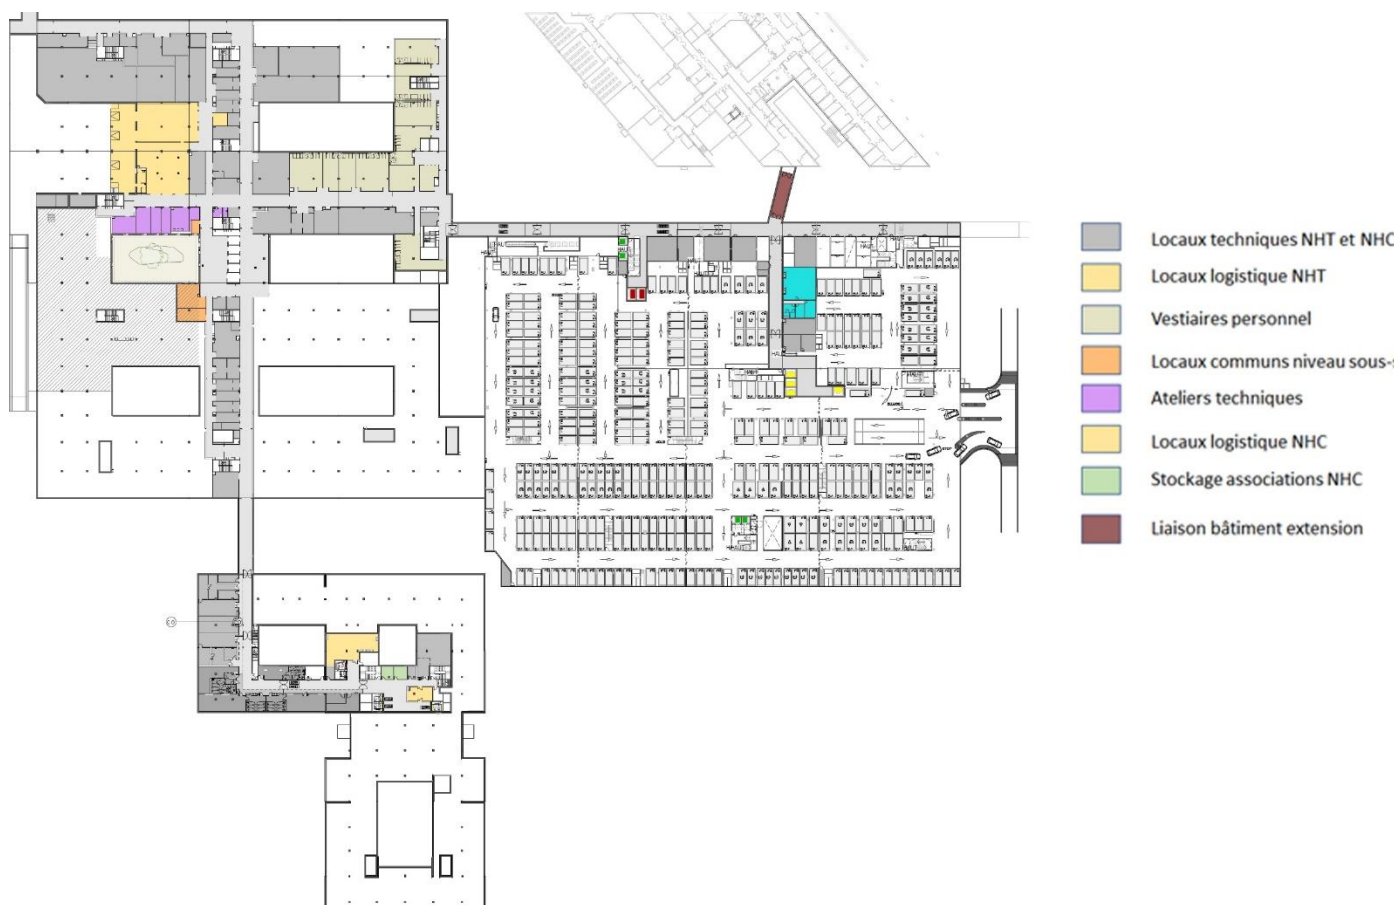 Locaux techniques NHT et NHC
Locaux logistique NHT
Vestiaires personnel
Locaux communs niveau sous-s
Ateliers techniques
Locaux logistique NHC
Stockage associations NHC
Liaison bâtiment extension